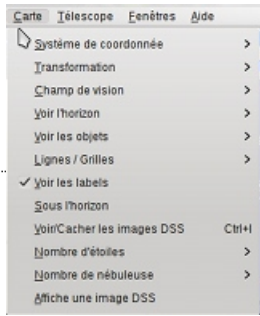 Carte Télescope Fenêtres Aide
Système de coordonnée
Transformation
Champ de vision
Voir l'horizon
Voir les objets
Lignes / Grilles
Voir les labels
Sous l'horizon
Voir/Cacher les images DSS Ctrl+I
Nombre d'étoiles
Nombre de nébuleuse
Affiche une image DSS